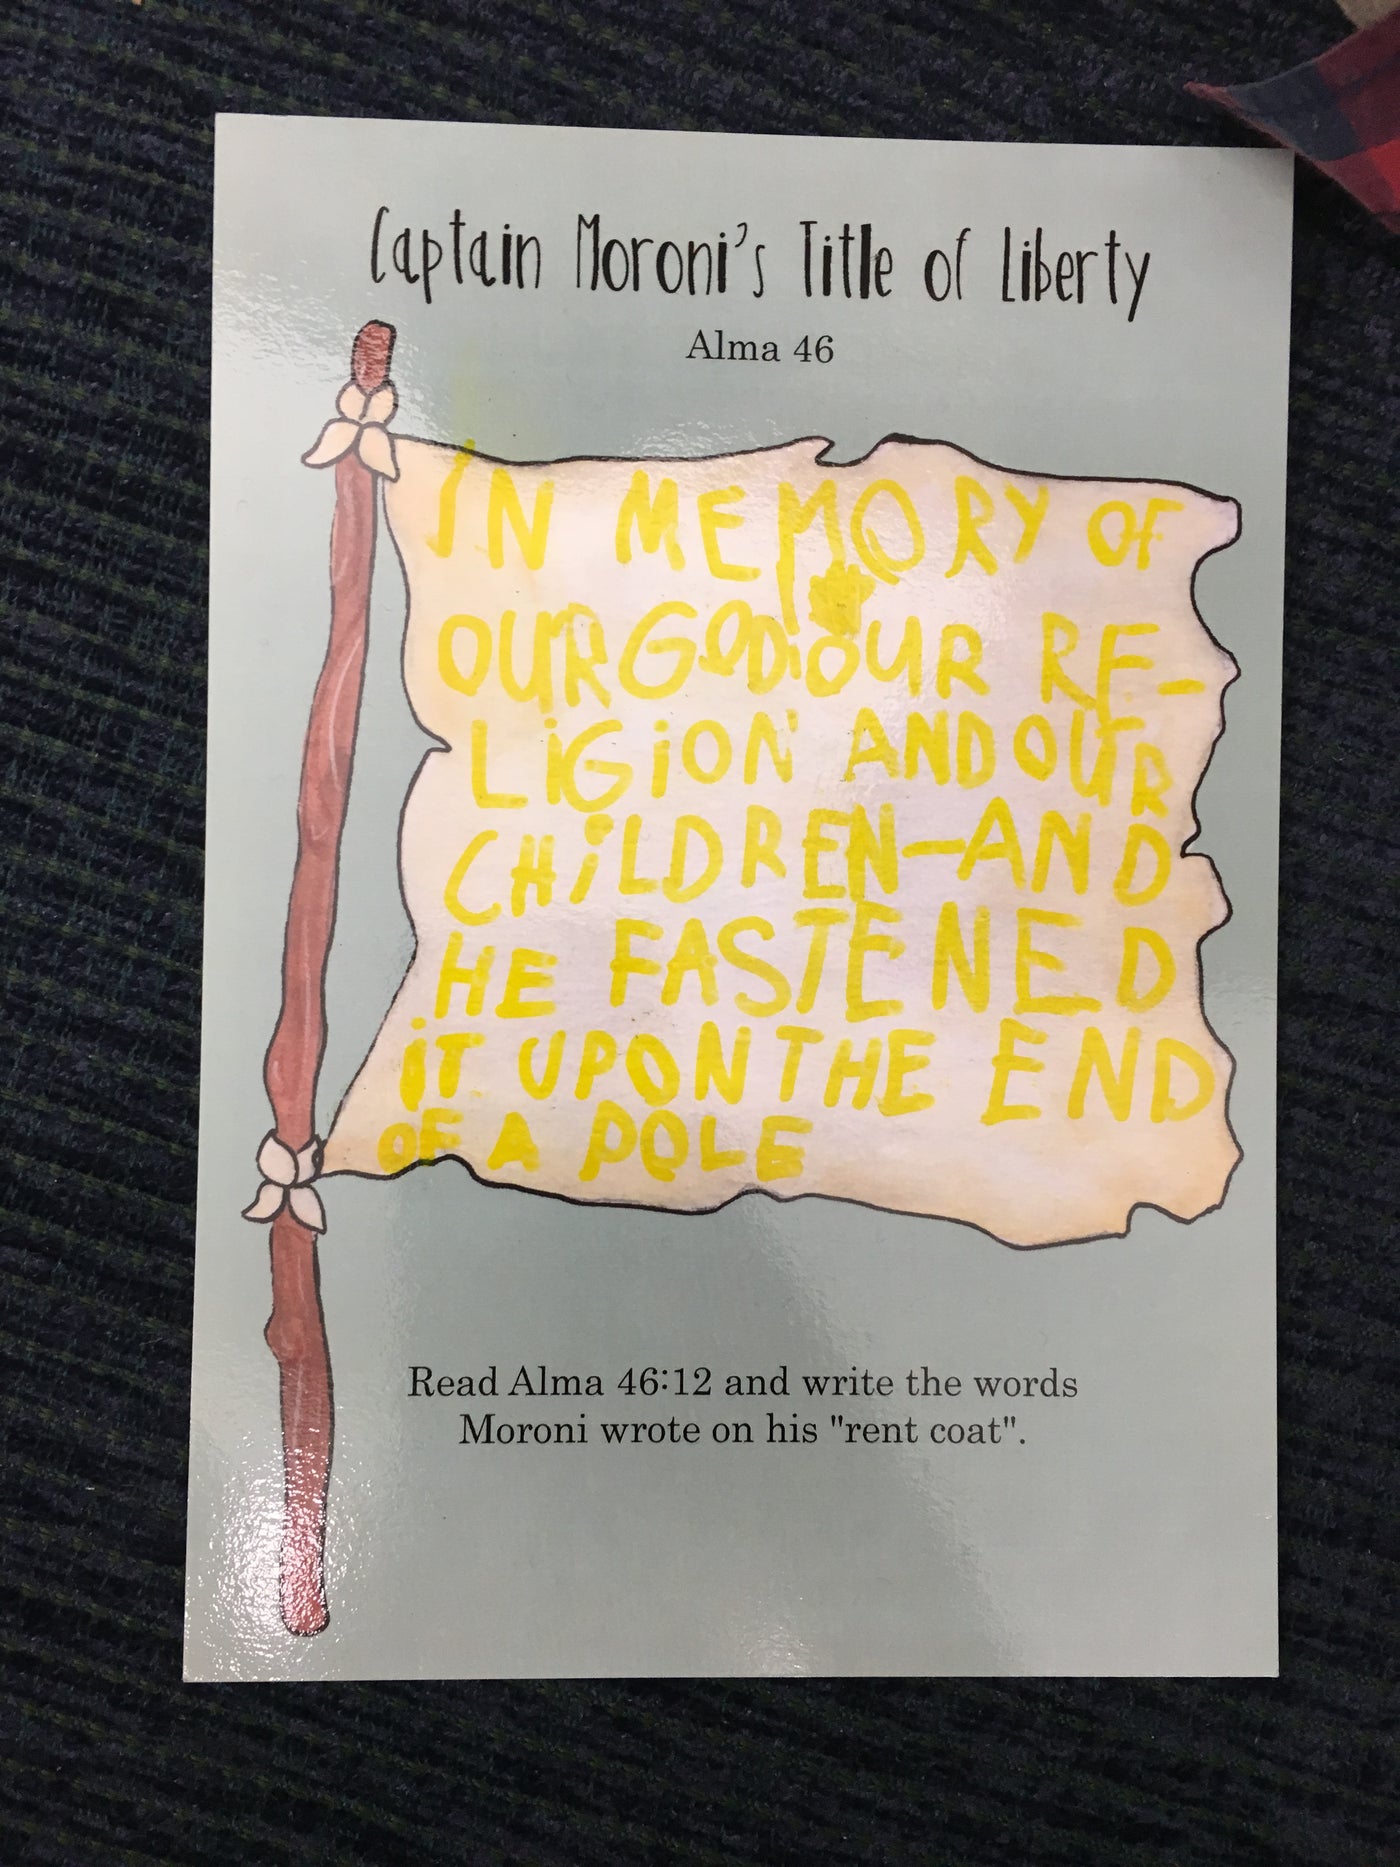 Captain Moroni's Title of Liberty
Alma 46
IN MEMORY OF
OUR GOD OUR RE-
LIGION AND OUR
CHILDREN-AND
HE FASTENED
IT UPON THE END
OF A POLE
Read Alma 46:12 and write the words
Moroni wrote on his "rent coat".